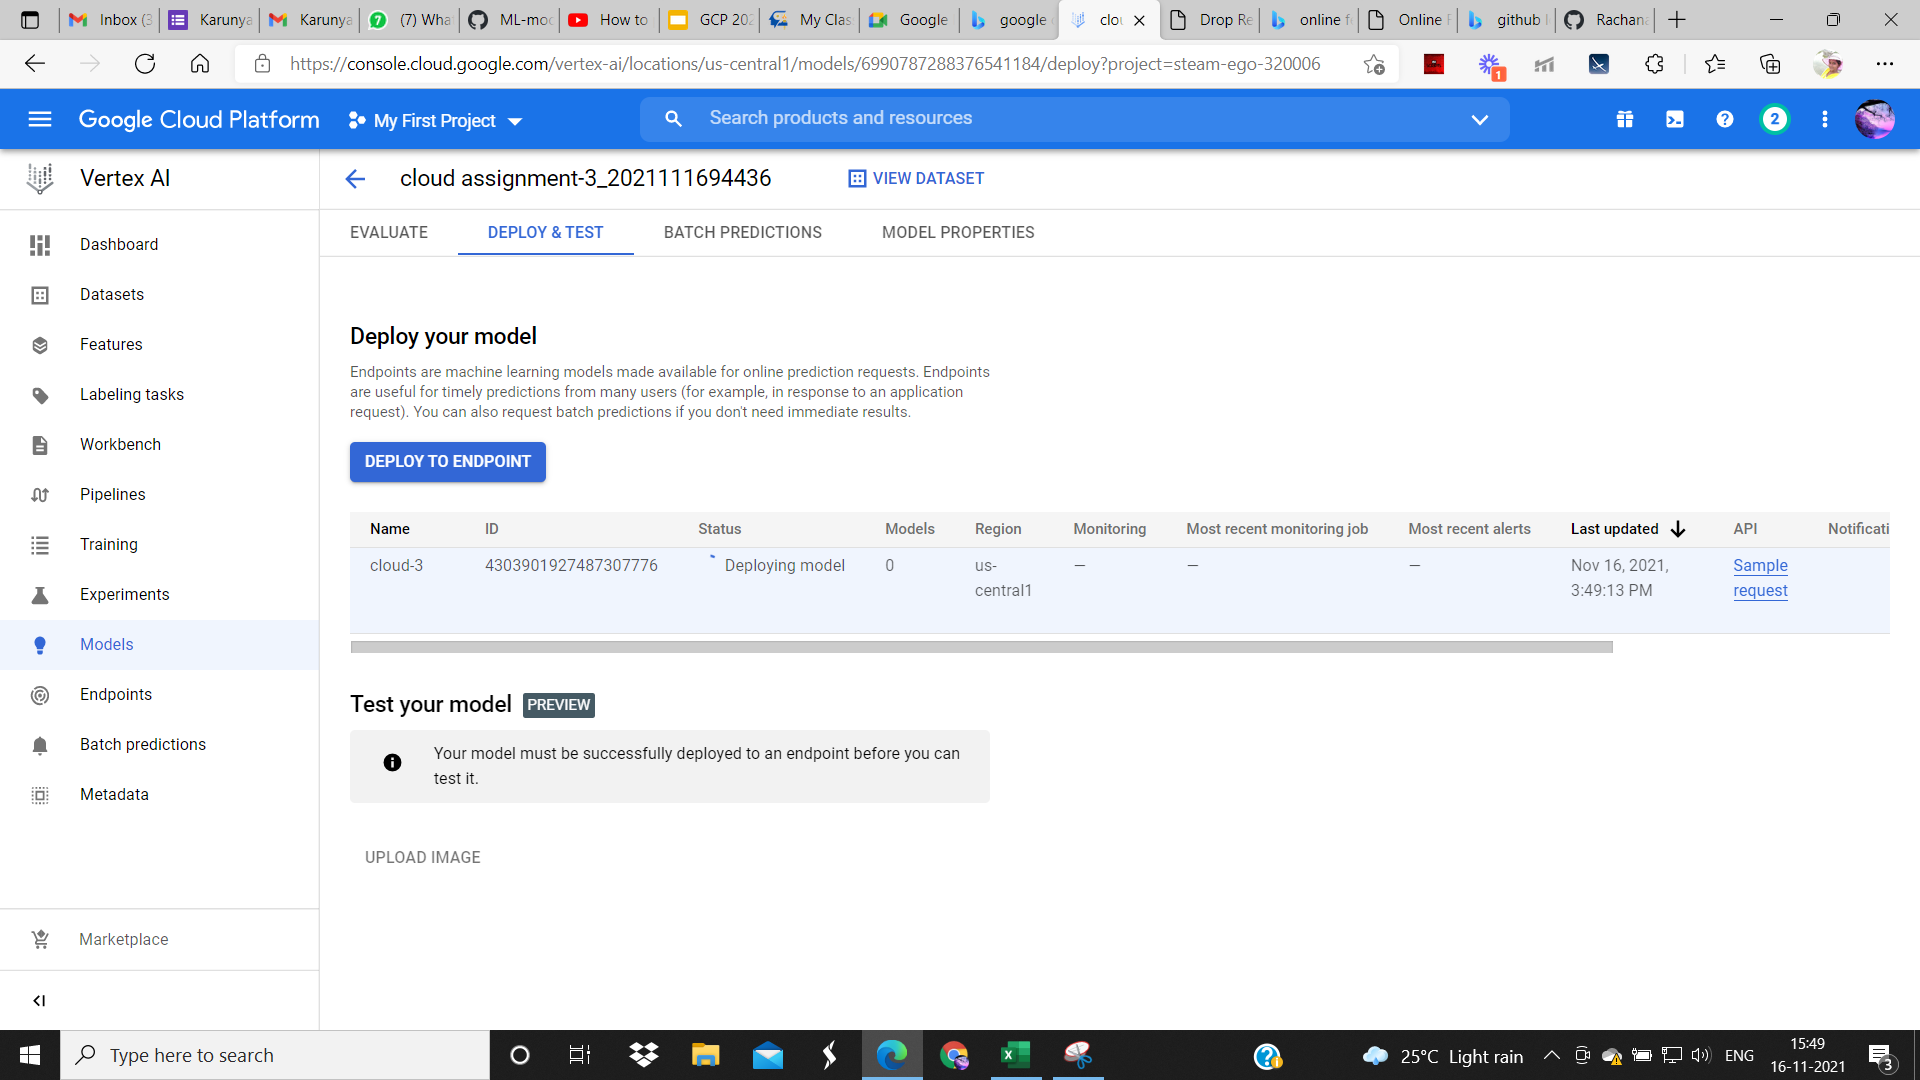 Inbox (3
Karunya
Karunya
(7) Wha
ML-mod
How to
GCP 202
My Clas
Google
google
clou
Drop Re
online f
Online F
github l
Rachana
https://console.cloud.google.com/vertex-ai/locations/us-central1/models/6990787288376541184/deploy?project=steam-ego-320006
1
Google Cloud Platform
My First Project
Search products and resources
2
Vertex AI
cloud assignment-3_2021111694436
VIEW DATASET
EVALUATE
DEPLOY & TEST
BATCH PREDICTIONS
MODEL PROPERTIES
Dashboard
Datasets
Features
Labeling tasks
Workbench
Pipelines
Training
Experiments
Models
Endpoints
Batch predictions
Metadata
Marketplace
Deploy your model
Endpoints are machine learning models made available for online prediction requests. Endpoints
are useful for timely predictions from many users (for example, in response to an application
request). You can also request batch predictions if you don't need immediate results.
DEPLOY TO ENDPOINT
Name ID Status Models Region Monitoring Most recent monitoring job Most recent alerts Last updated API Notificati
cloud-3 4303901927487307776 Deploying model 0 us- — — — Nov 16, 2021, Sample
central1 3:49:13 PM request
Test your model PREVIEW
Your model must be successfully deployed to an endpoint before you can
test it.
UPLOAD IMAGE
Type here to search
25°C Light rain
ENG
15:49
16-11-2021
3